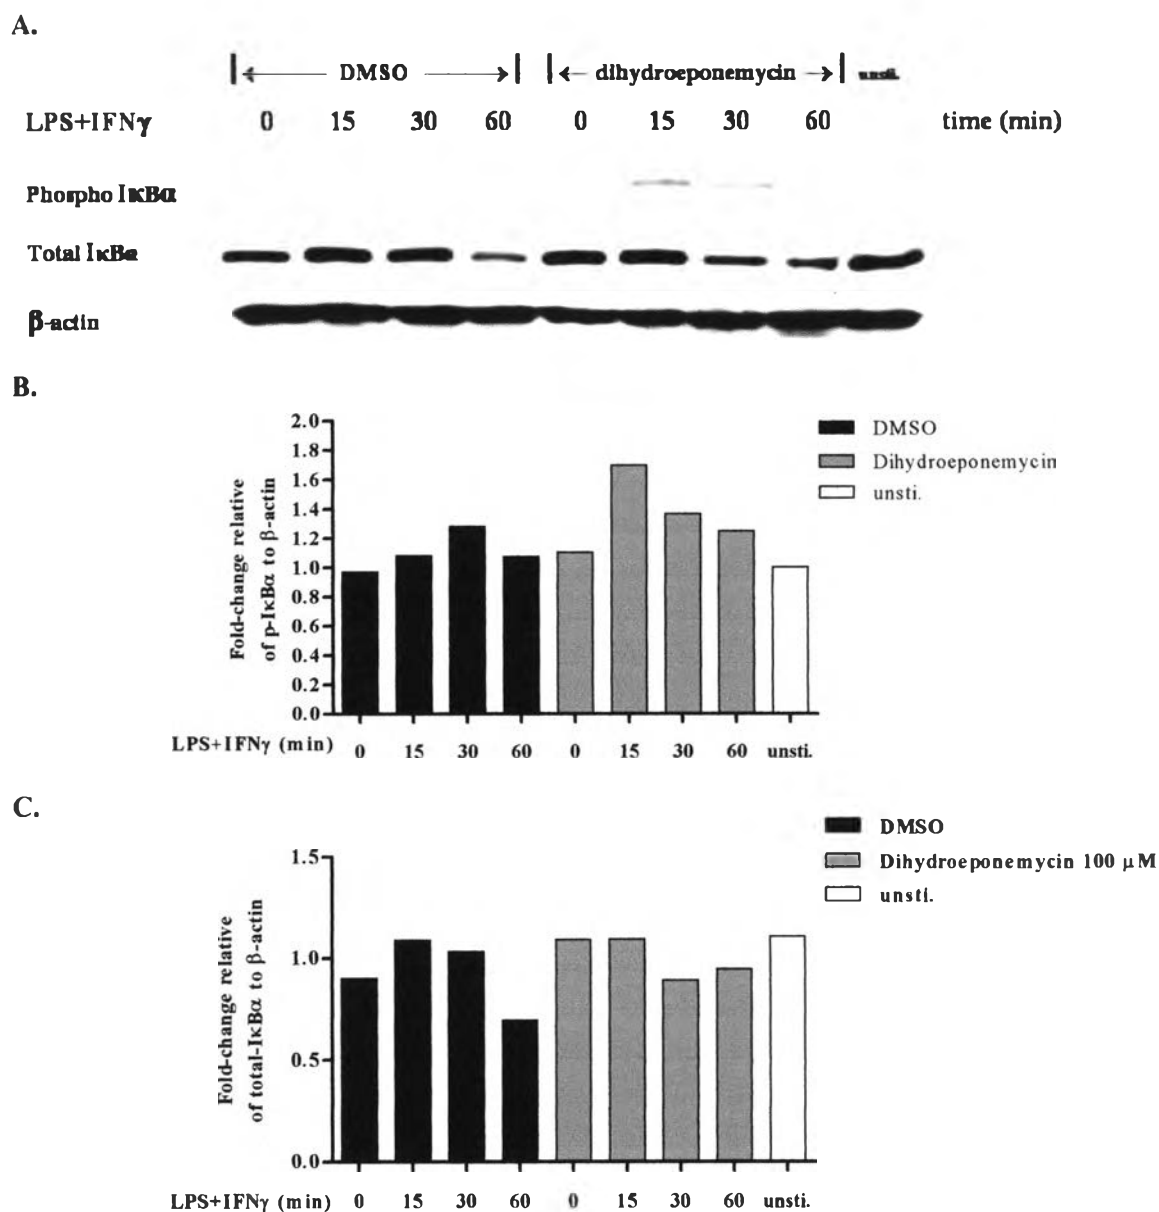 A.
DMSO dihydroeponemycin unsti.
LPS+IFNγ 0 15 30 60 0 15 30 60 time (min)
Phospho IκBα
Total IκBα
β-actin
B.
2.0
1.8
1.6
1.4
1.2
1.0
0.8
0.6
0.4
0.2
0.0
Fold-change relative
of p-IκBα to β-actin
DMSO
Dihydroeponemycin
unsti.
LPS+IFNγ (min) 0 15 30 60 0 15 30 60 unsti.
C.
DMSO
Dihydroeponemycin 100 μM
unsti.
1.5
1.0
0.5
0.0
Fold-change relative
of total-IκBα to β-actin
LPS+IFNγ (min) 0 15 30 60 0 15 30 60 unsti.